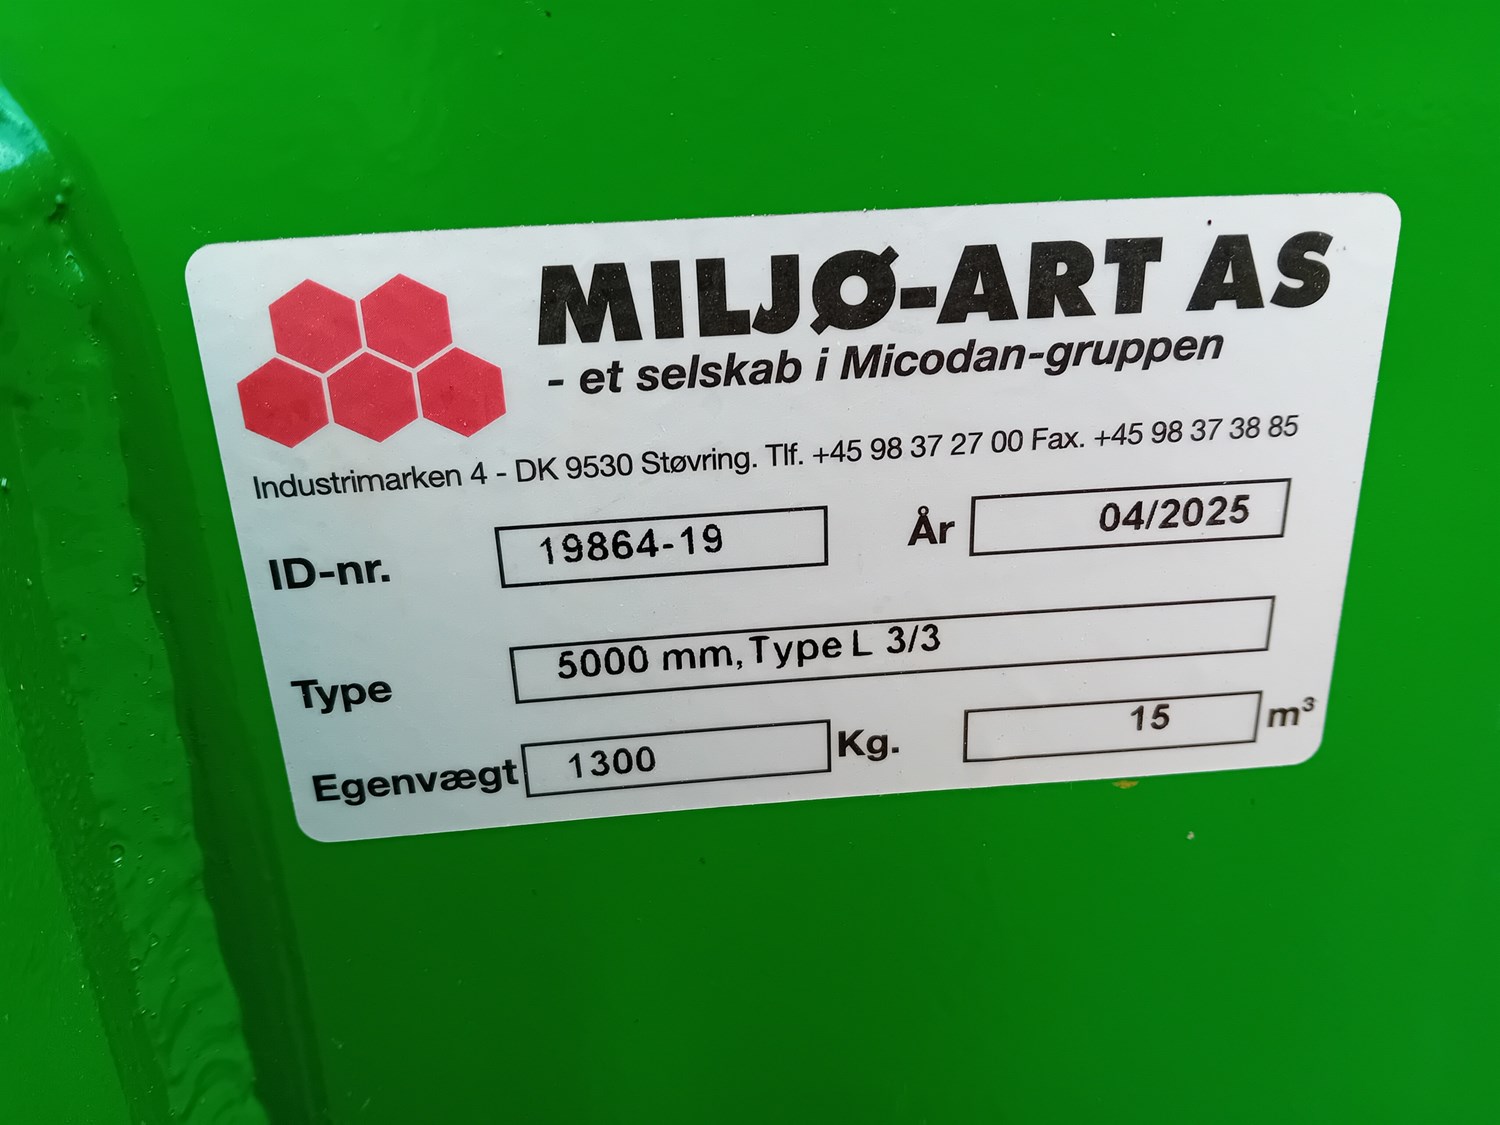 MILJØ-ART AS
- et selskab i Micodan-gruppen
Industrimarken 4 - DK 9530 Støvring. Tlf. +45 98 37 27 00 Fax. +45 98 37 38 85
ID-nr. 19864-19 År 04/2025
Type 5000 mm, Type L 3/3
Egenvægt 1300 Kg. 15 m³